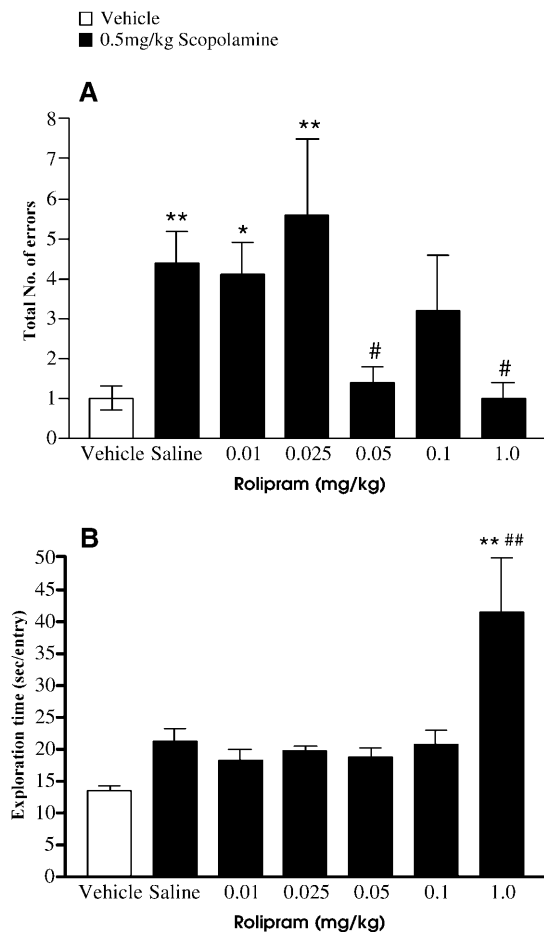 Vehicle
0.5mg/kg Scopolamine
A
Total No. of errors
8
7
6
5
4
3
2
1
0
**
*
**
#
#
Vehicle Saline 0.01 0.025 0.05 0.1 1.0
Rolipram (mg/kg)
B
Exploration time (sec/entry)
50
45
40
35
30
25
20
15
10
5
0
** ##
Vehicle Saline 0.01 0.025 0.05 0.1 1.0
Rolipram (mg/kg)